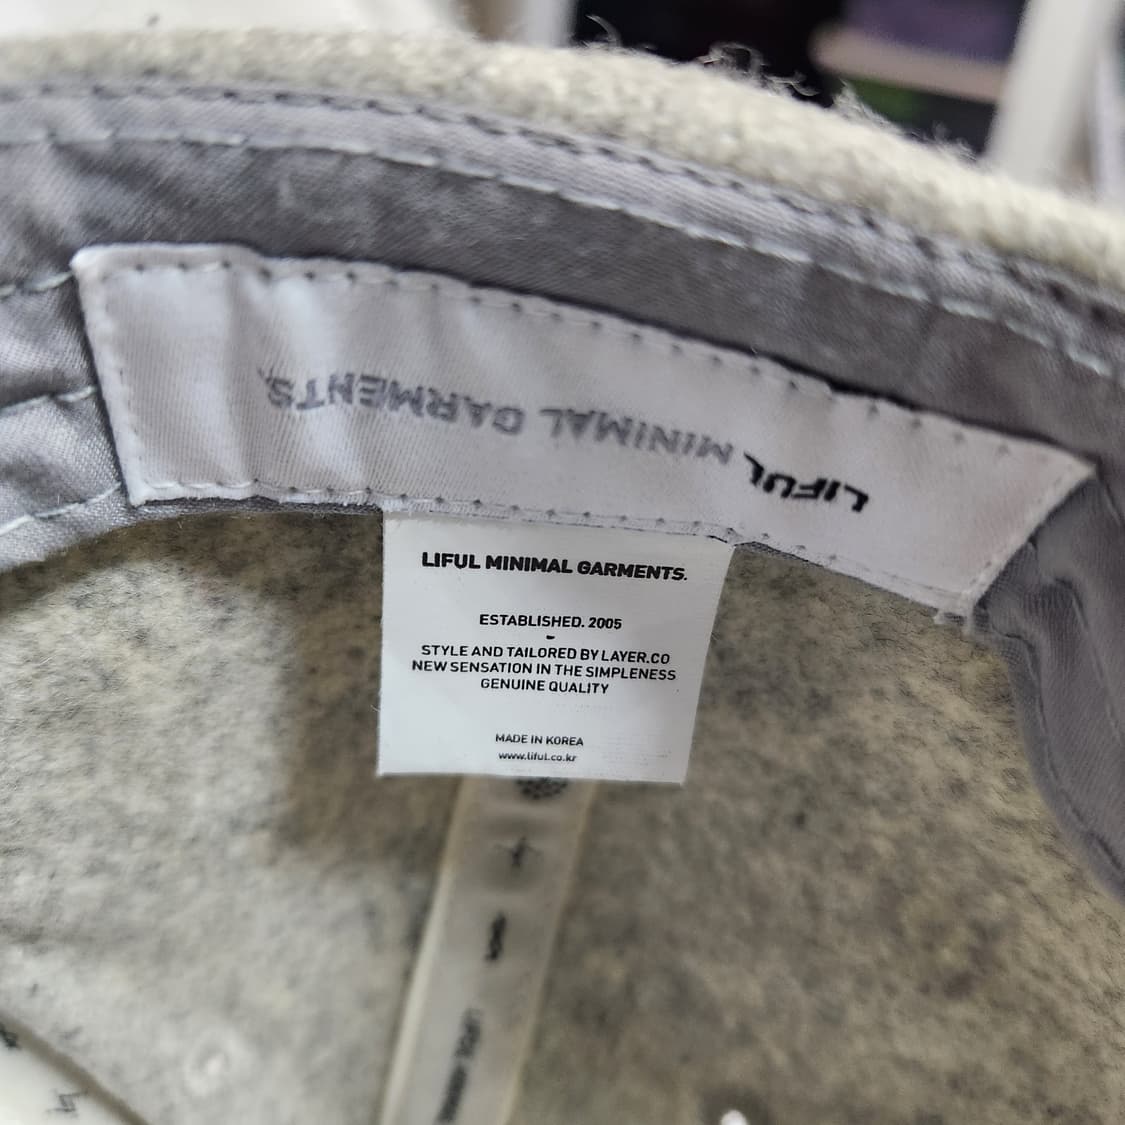 LIFUL MINIMAL GARMENTS.
LIFUL MINIMAL GARMENTS.
ESTABLISHED. 2005
-
STYLE AND TAILORED BY LAYER.CO
NEW SENSATION IN THE SIMPLENESS
GENUINE QUALITY
MADE IN KOREA
www.liful.co.kr